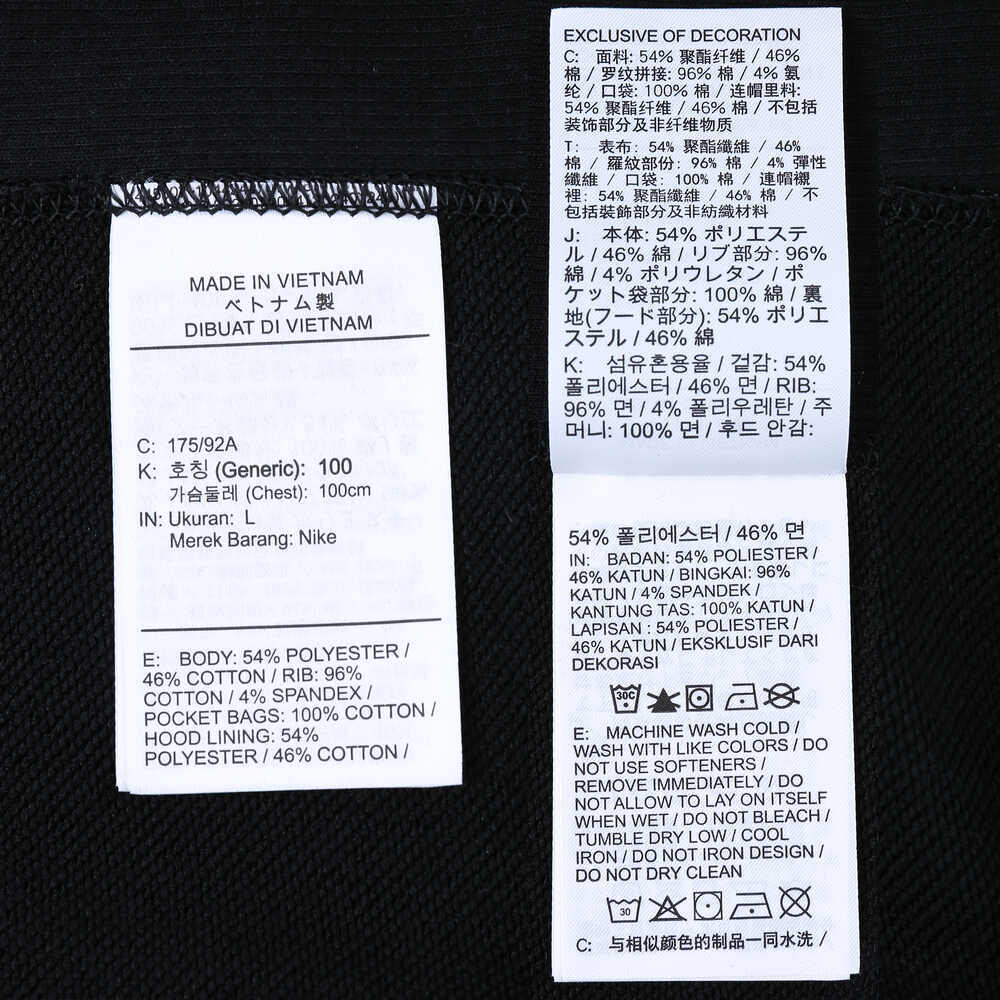 MADE IN VIETNAM
ベトナム製
DIBUAT DI VIETNAM
C: 175/92A
K: 호칭 (Generic): 100
가슴둘레 (Chest): 100cm
IN: Ukuran: L
Merek Barang: Nike
E: BODY: 54% POLYESTER /
46% COTTON / RIB: 96%
COTTON / 4% SPANDEX /
POCKET BAGS: 100% COTTON /
HOOD LINING: 54%
POLYESTER / 46% COTTON /
EXCLUSIVE OF DECORATION
C: 面料: 54% 聚酯纤维 / 46%
棉 / 罗纹拼接: 96% 棉 / 4% 氨
纶 / 口袋: 100% 棉 / 连帽里料:
54% 聚酯纤维 / 46% 棉 / 不包括
装饰部分及非纤维物质
T: 表布: 54% 聚酯纖維 / 46%
棉 / 羅紋部份: 96% 棉 / 4% 彈性
纖維 / 口袋: 100% 棉 / 連帽襯
裡: 54% 聚酯纖維 / 46% 棉 / 不
包括裝飾部分及非紡織材料
J: 本体: 54% ポリエステ
ル / 46% 綿 / リブ部分: 96%
綿 / 4% ポリウレタン / ポ
ケット袋部分: 100% 綿 / 裏
地(フード部分): 54% ポリエ
ステル / 46% 綿
K: 섬유혼용율 / 겉감: 54%
폴리에스터 / 46% 면 / RIB:
96% 면 / 4% 폴리우레탄 / 주
머니: 100% 면 / 후드 안감:
54% 폴리에스터 / 46% 면
IN: BADAN: 54% POLIESTER /
46% KATUN / BINGKAI: 96%
KATUN / 4% SPANDEK /
KANTUNG TAS: 100% KATUN /
LAPISAN : 54% POLIESTER /
46% KATUN / EKSKLUSIF DARI
DEKORASI
30C
E: MACHINE WASH COLD /
WASH WITH LIKE COLORS / DO
NOT USE SOFTENERS /
REMOVE IMMEDIATELY / DO
NOT ALLOW TO LAY ON ITSELF
WHEN WET / DO NOT BLEACH /
TUMBLE DRY LOW / COOL
IRON / DO NOT IRON DESIGN /
DO NOT DRY CLEAN
30
C: 与相似颜色的制品一同水洗 /